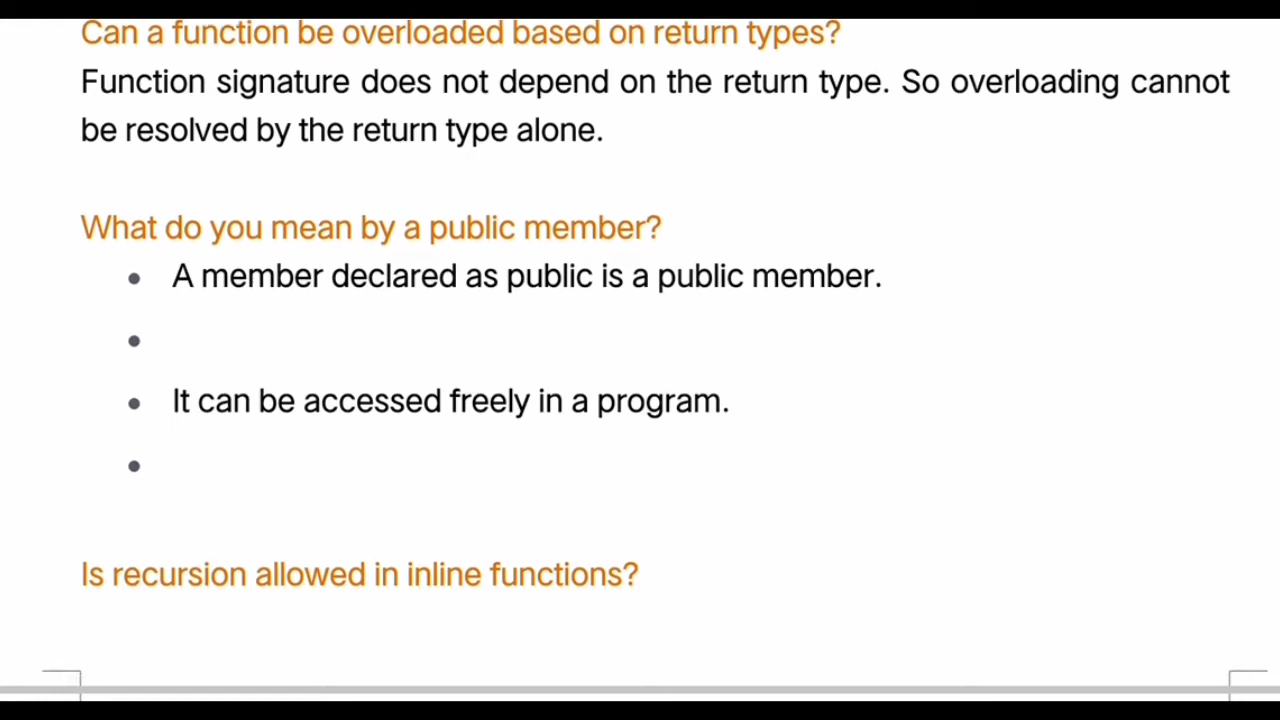 Can a function be overloaded based on return types?
Function signature does not depend on the return type. So overloading cannot
be resolved by the return type alone.
What do you mean by a public member?
• A member declared as public is a public member.
•
• It can be accessed freely in a program.
•
Is recursion allowed in inline functions?